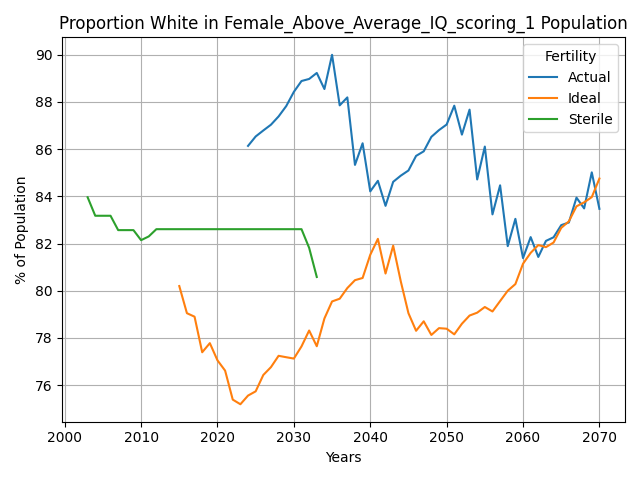 Proportion White in Female_Above_Average_IQ_scoring_1 Population
% of Population
90
88
86
84
82
80
78
76
Fertility
Actual
Ideal
Sterile
2000 2010 2020 2030 2040 2050 2060 2070
Years